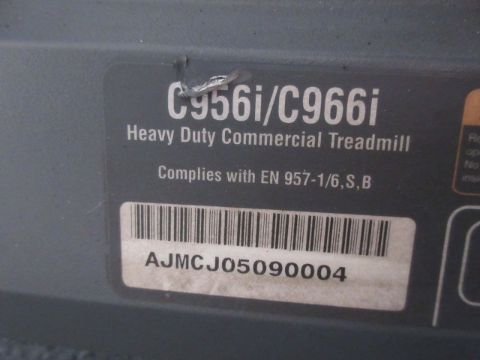 C956i/C966i
Heavy Duty Commercial Treadmill
Complies with EN 957-1/6,S,B
AJMCJ05090004